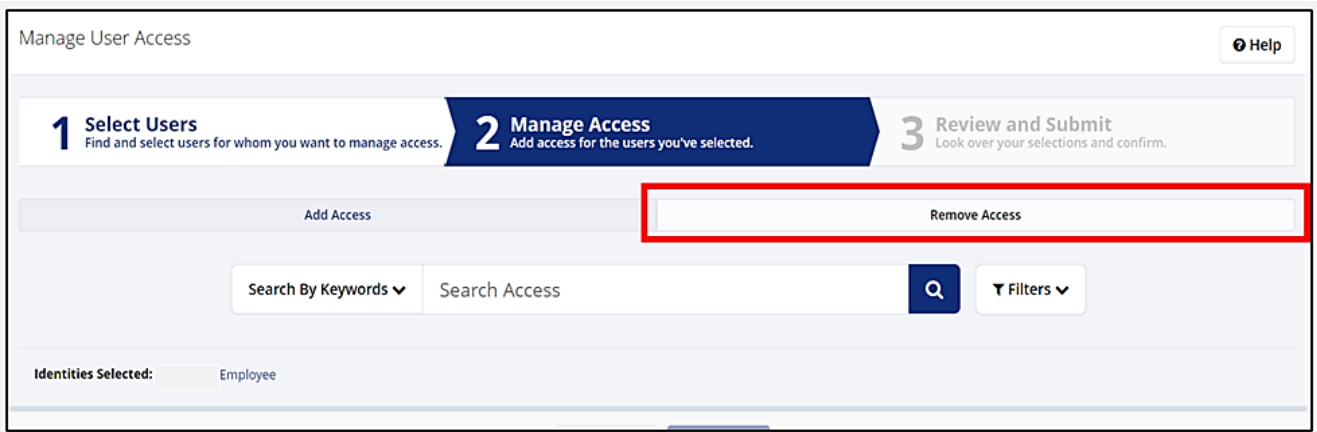 Manage User Access
Help
1 Select Users
Find and select users for whom you want to manage access.
2 Manage Access
Add access for the users you've selected.
3 Review and Submit
Look over your selections and confirm.
Add Access
Remove Access
Search By Keywords
Search Access
Filters
Identities Selected: Employee